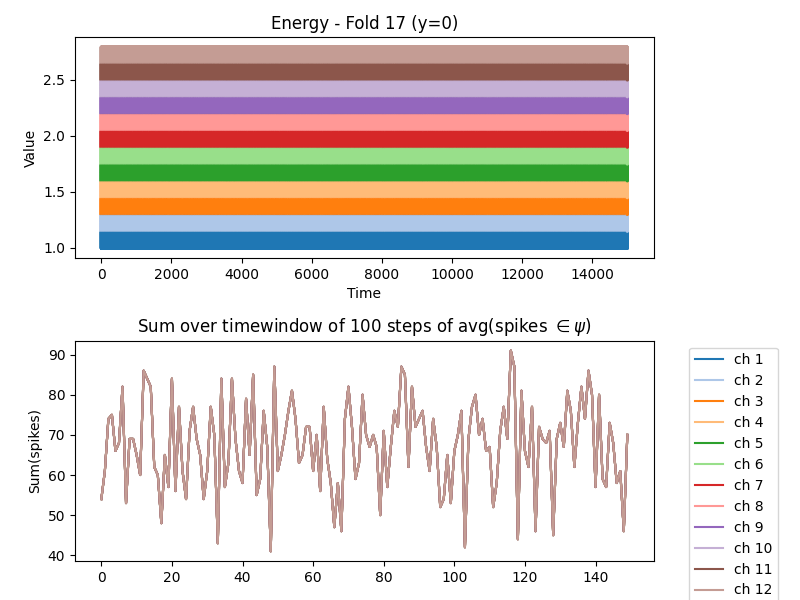 Energy - Fold 17 (y=0)
Value
2.5
2.0
1.5
1.0
0 2000 4000 6000 8000 10000 12000 14000
Time
Sum over timewindow of 100 steps of avg(spikes ∈ψ)
Sum(spikes)
90
80
70
60
50
40
0 20 40 60 80 100 120 140
ch 1
ch 2
ch 3
ch 4
ch 5
ch 6
ch 7
ch 8
ch 9
ch 10
ch 11
ch 12